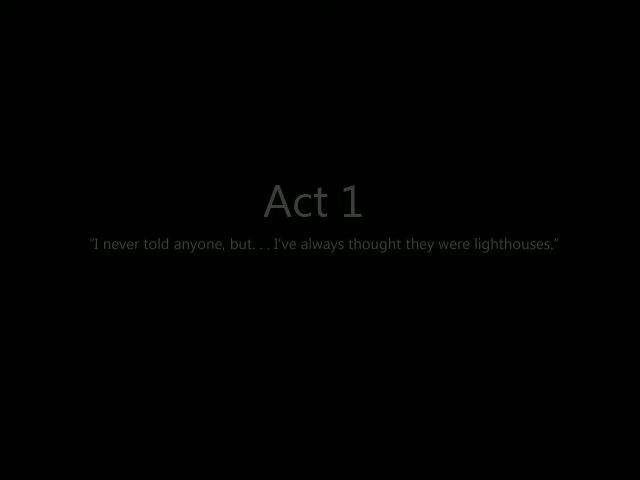 Act 1
"I never told anyone, but. . . I've always thought they were lighthouses."